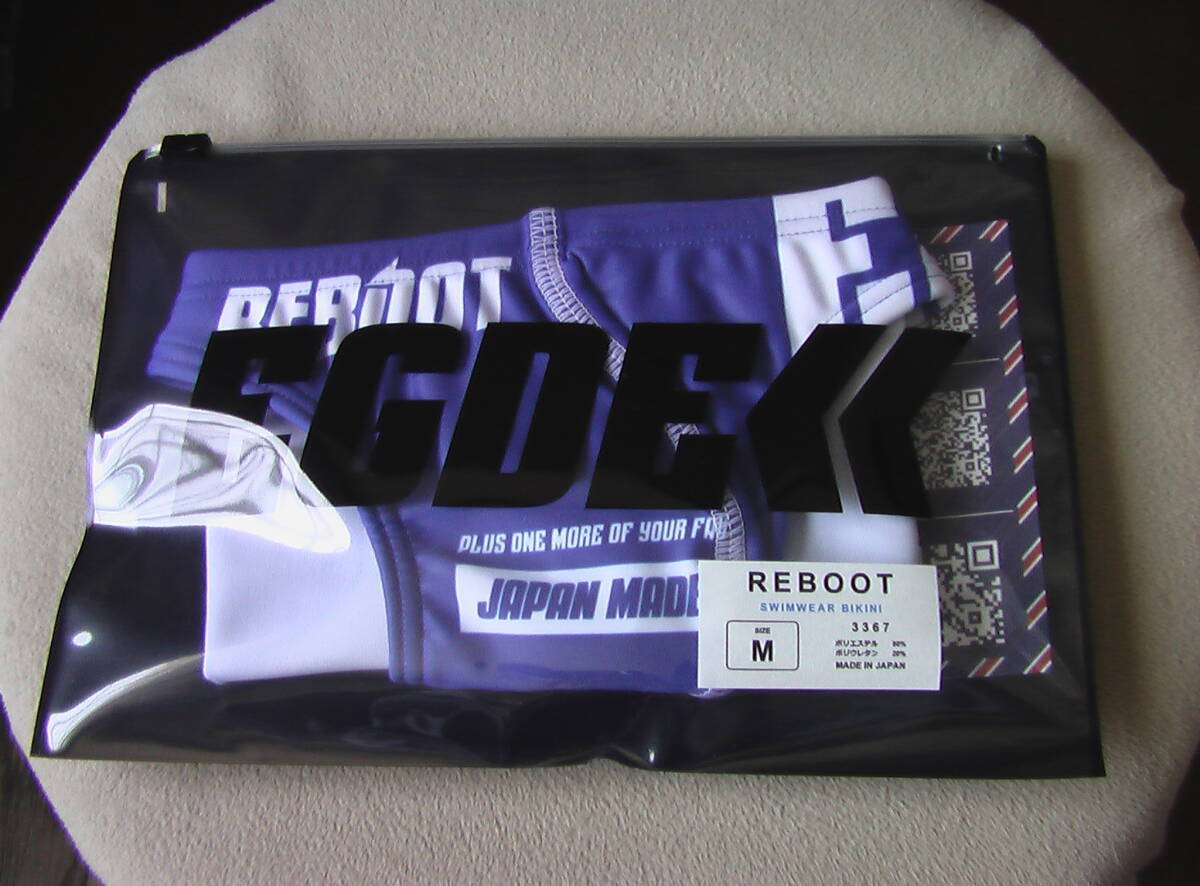 REBOOT
E
EGDE
PLUS ONE MORE OF YOUR
JAPAN MADE
REBOOT
SWIMWEAR BIKINI
3367
SIZE
M
ポリエステル 80%
ポリウレタン 20%
MADE IN JAPAN